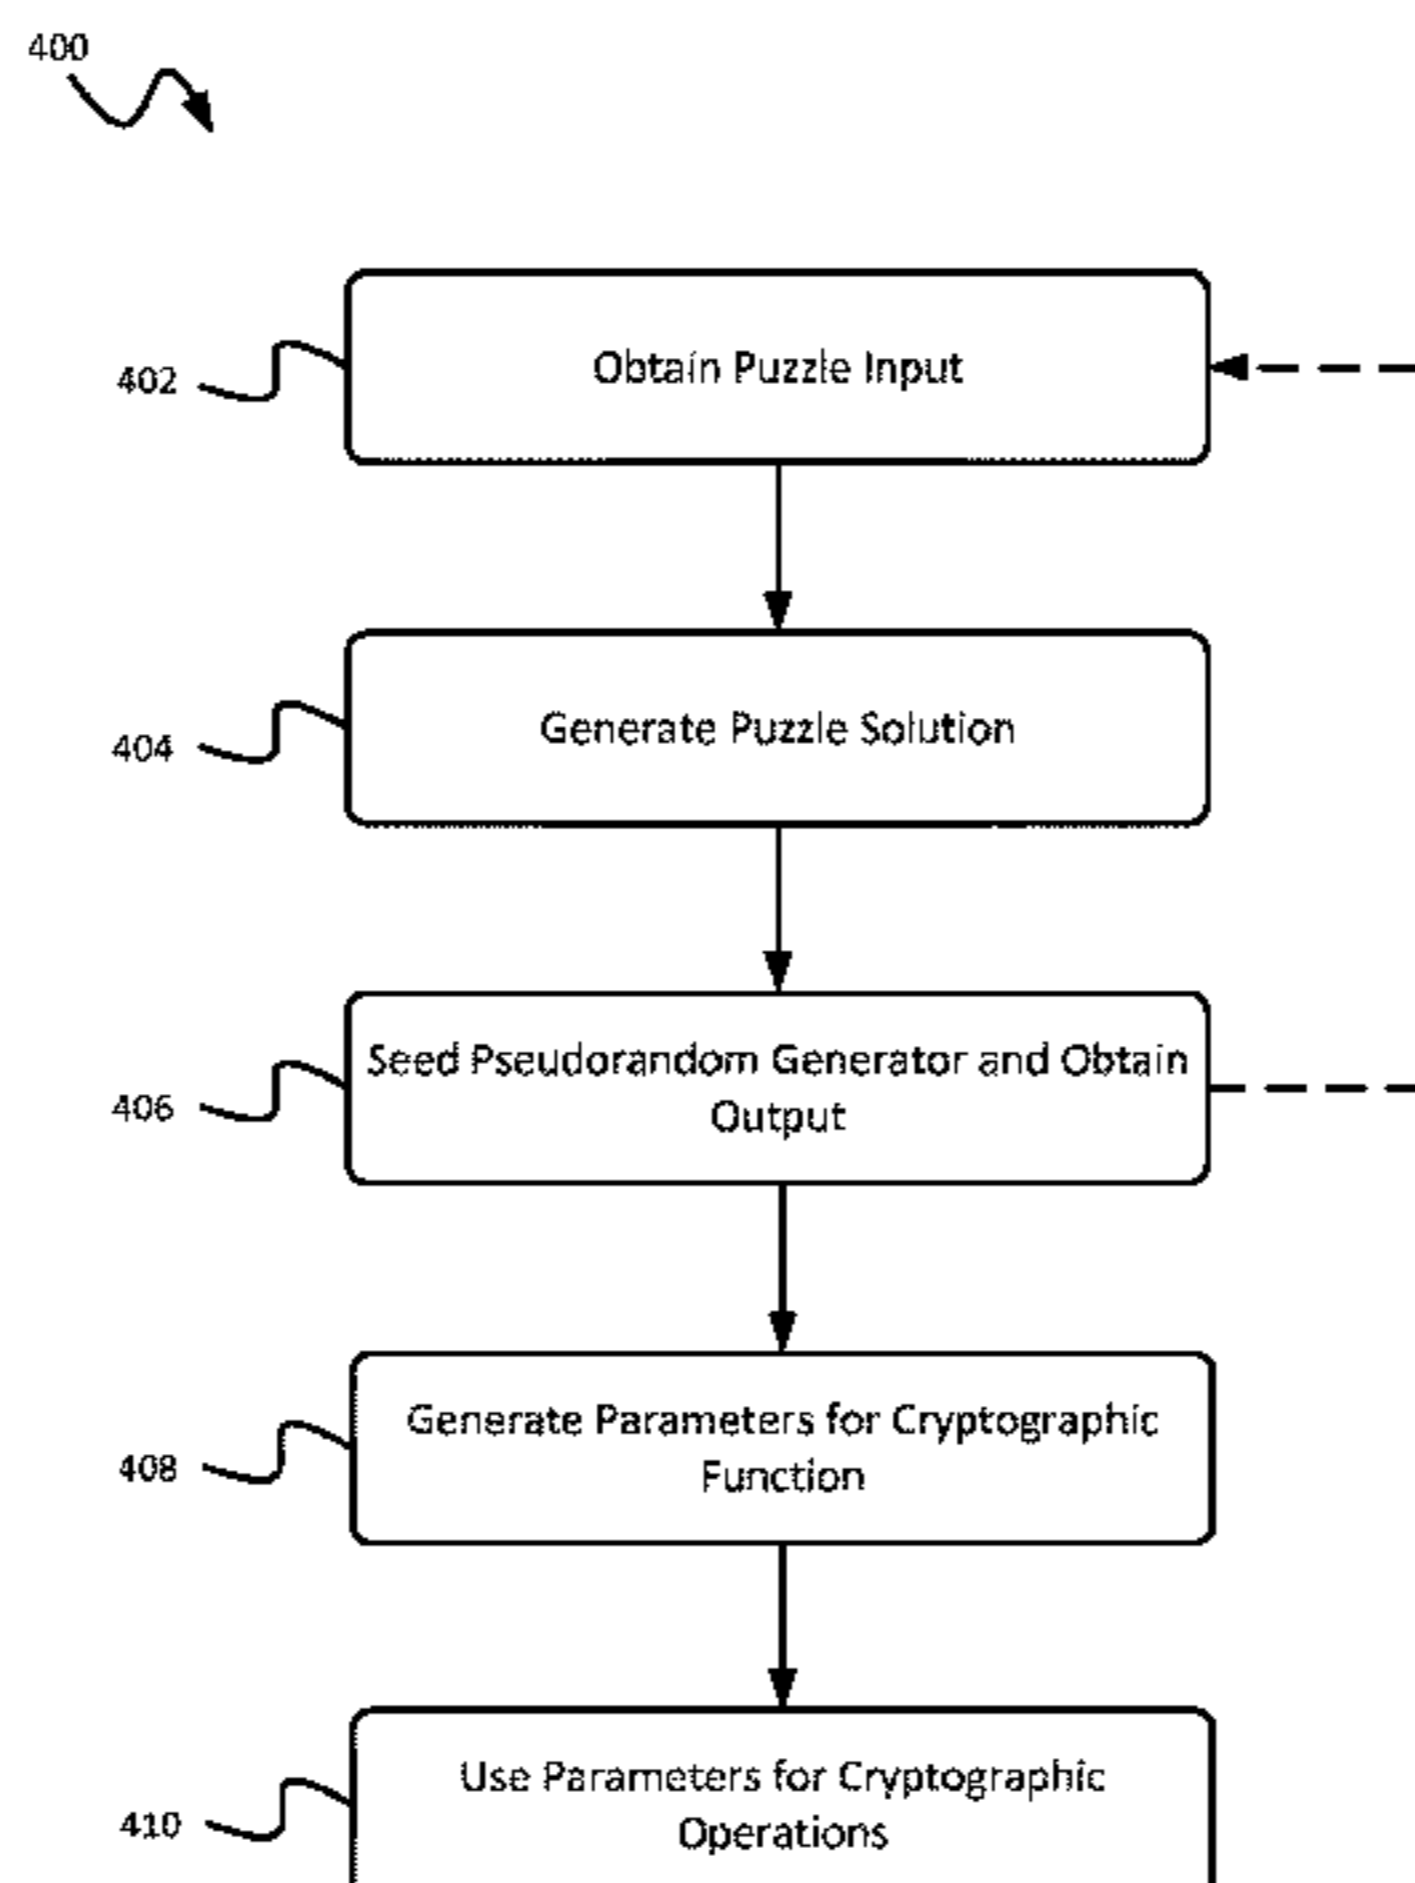 400
402
Obtain Puzzle Input
404
Generate Puzzle Solution
406
Seed Pseudorandom Generator and Obtain
Output
408
Generate Parameters for Cryptographic
Function
410
Use Parameters for Cryptographic
Operations